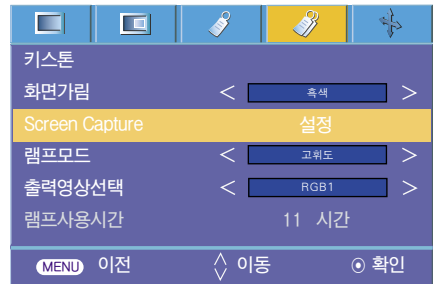 키스톤
화면가림 < 흑색 >
Screen Capture 설정
램프모드 < 고휘도 >
출력영상선택 < RGB1 >
램프사용시간 11 시간
MENU 이전 이동 확인